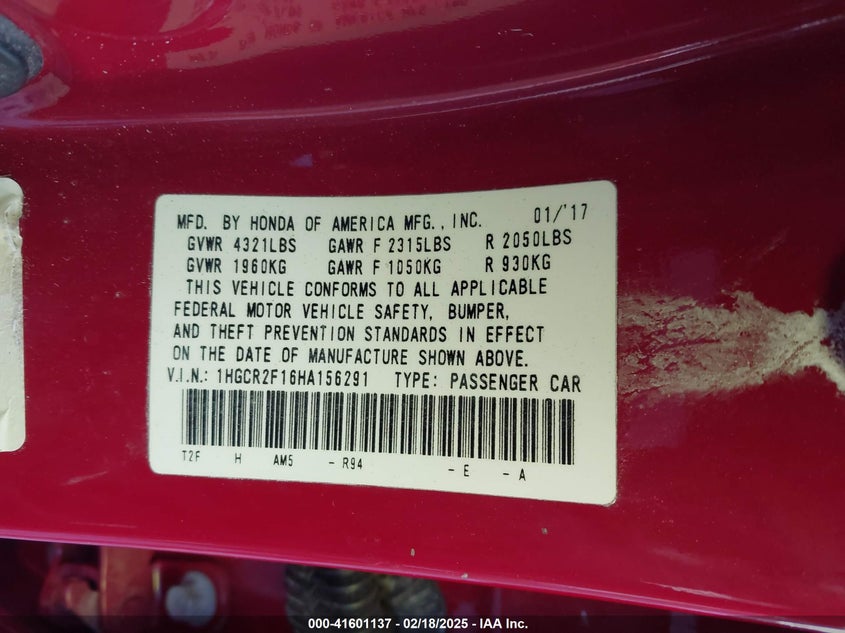 MFD. BY HONDA OF AMERICA MFG., INC. 01/'17
GVWR 4321LBS GAWR F 2315LBS R 2050LBS
GVWR 1960KG GAWR F 1050KG R 930KG
THIS VEHICLE CONFORMS TO ALL APPLICABLE
FEDERAL MOTOR VEHICLE SAFETY, BUMPER,
AND THEFT PREVENTION STANDARDS IN EFFECT
ON THE DATE OF MANUFACTURE SHOWN ABOVE.
V.I.N.: 1HGCR2F16HA156291 TYPE: PASSENGER CAR
T2F H AM5 - R94 - E - A
000-41601137 - 02/18/2025 - IAA Inc.